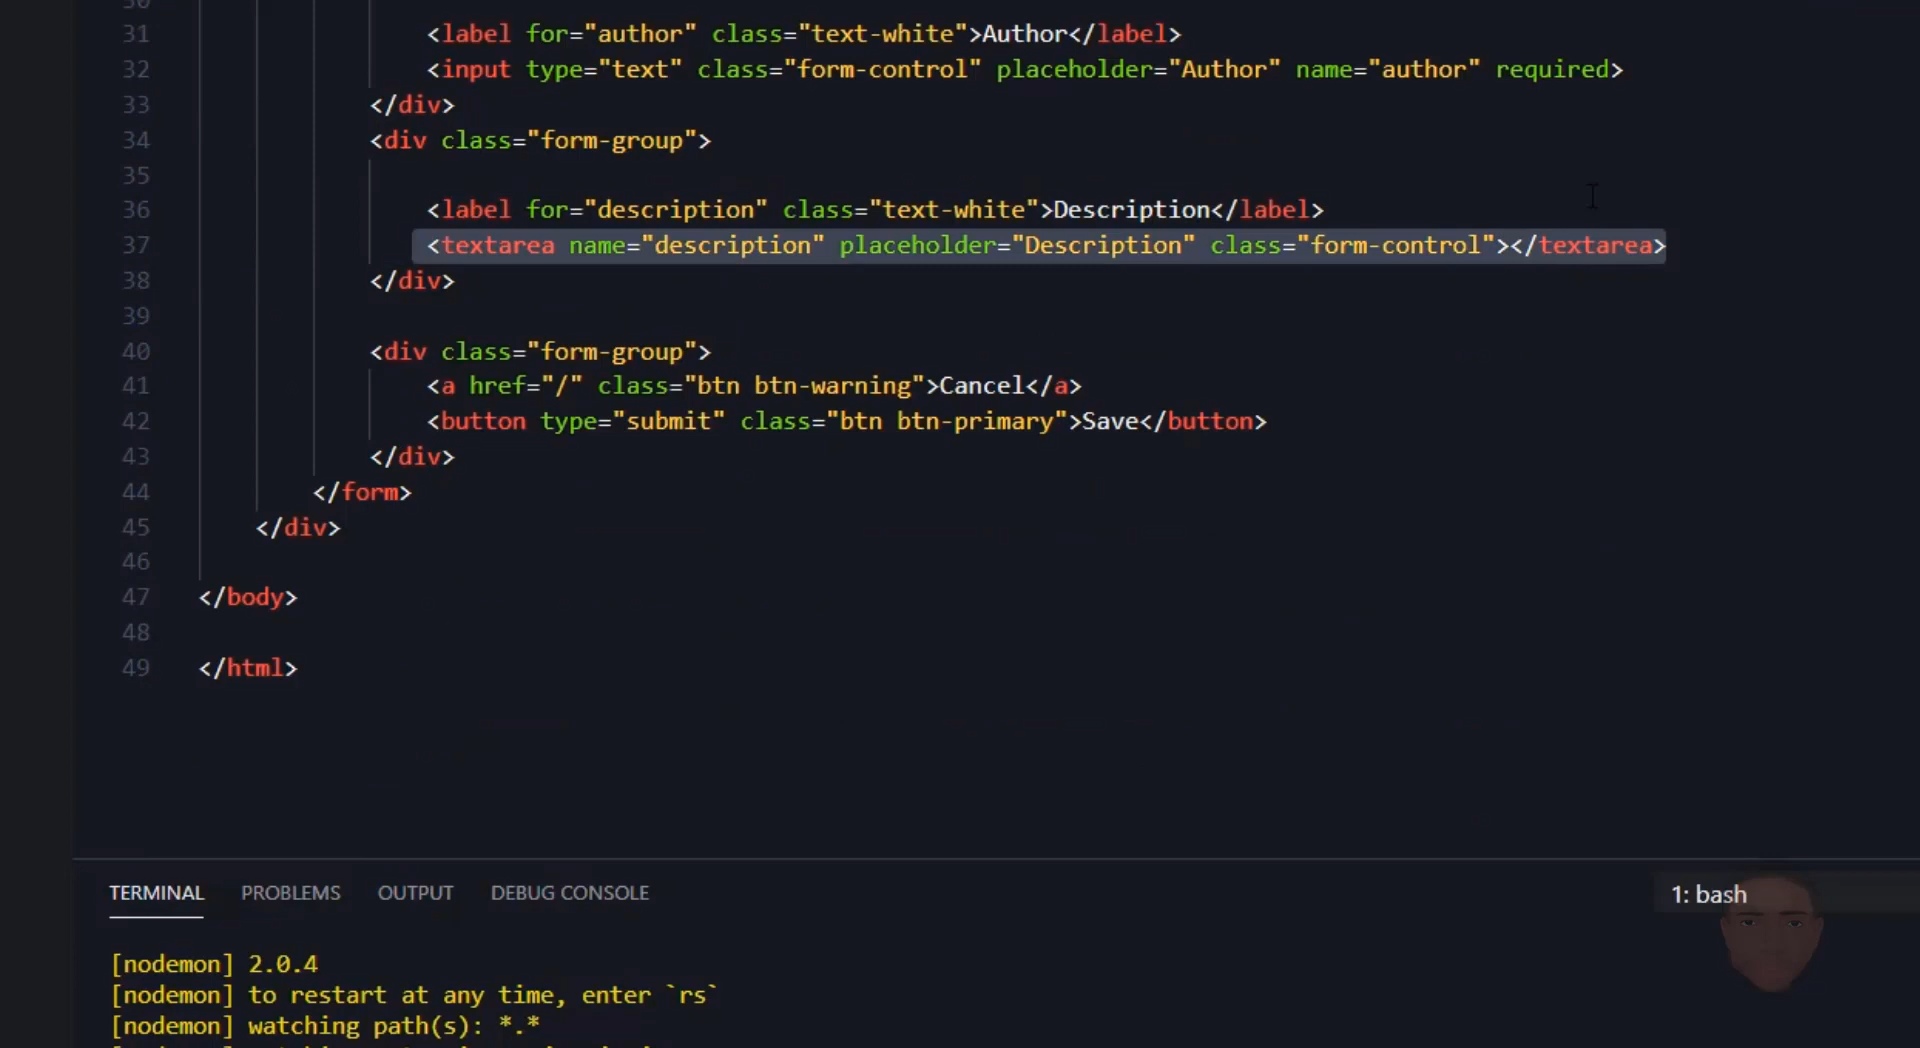 31 <label for="author" class="text-white">Author</label>
32 <input type="text" class="form-control" placeholder="Author" name="author" required>
33 </div>
34 <div class="form-group">
35
36 <label for="description" class="text-white">Description</label>
37 <textarea name="description" placeholder="Description" class="form-control"></textarea>
38 </div>
39
40 <div class="form-group">
41 <a href="/" class="btn btn-warning">Cancel</a>
42 <button type="submit" class="btn btn-primary">Save</button>
43 </div>
44 </form>
45 </div>
46
47 </body>
48
49 </html>
TERMINAL PROBLEMS OUTPUT DEBUG CONSOLE 1: bash
[nodemon] 2.0.4
[nodemon] to restart at any time, enter `rs`
[nodemon] watching path(s): *.*